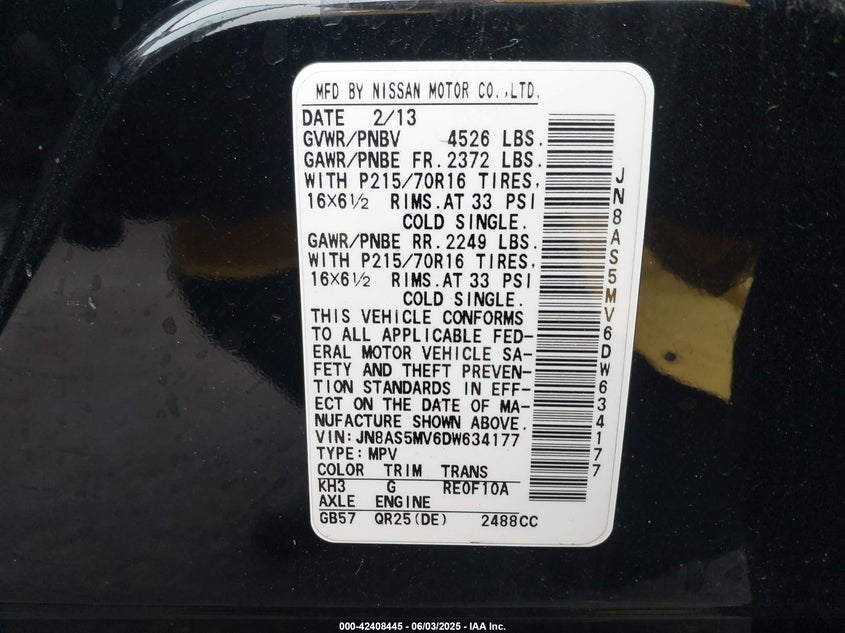 MFD BY NISSAN MOTOR CO.,LTD.
DATE 2/13
GVWR/PNBV 4526 LBS.
GAWR/PNBE FR. 2372 LBS.
WITH P215/70R16 TIRES,
16X6½ RIMS.AT 33 PSI
COLD SINGLE.
GAWR/PNBE RR. 2249 LBS.
WITH P215/70R16 TIRES,
16X6½ RIMS.AT 33 PSI
COLD SINGLE.
THIS VEHICLE CONFORMS
TO ALL APPLICABLE FED-
ERAL MOTOR VEHICLE SA-
FETY AND THEFT PREVEN-
TION STANDARDS IN EFF-
ECT ON THE DATE OF MA-
NUFACTURE SHOWN ABOVE.
VIN:JN8AS5MV6DW634177
TYPE:MPV
COLOR TRIM TRANS
KH3 G RE0F10A
AXLE ENGINE
GB57 QR25(DE) 2488CC
JN8AS5MV6DW634177
000-42408445 - 06/03/2025 - IAA Inc.